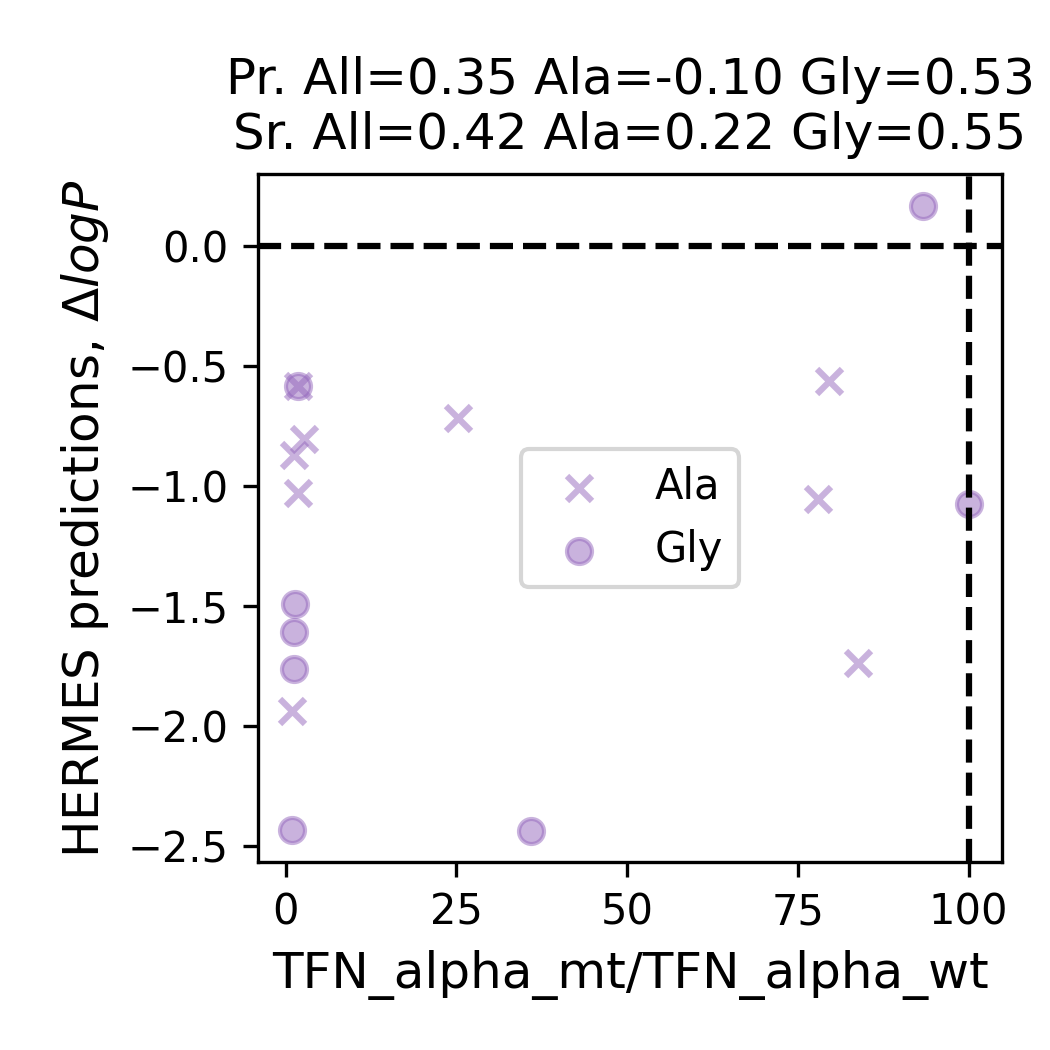 Pr. All=0.35 Ala=-0.10 Gly=0.53
Sr. All=0.42 Ala=0.22 Gly=0.55
HERMES predictions, ΔlogP
0.0
−0.5
−1.0
−1.5
−2.0
−2.5
Ala
Gly
0 25 50 75 100
TFN_alpha_mt/TFN_alpha_wt